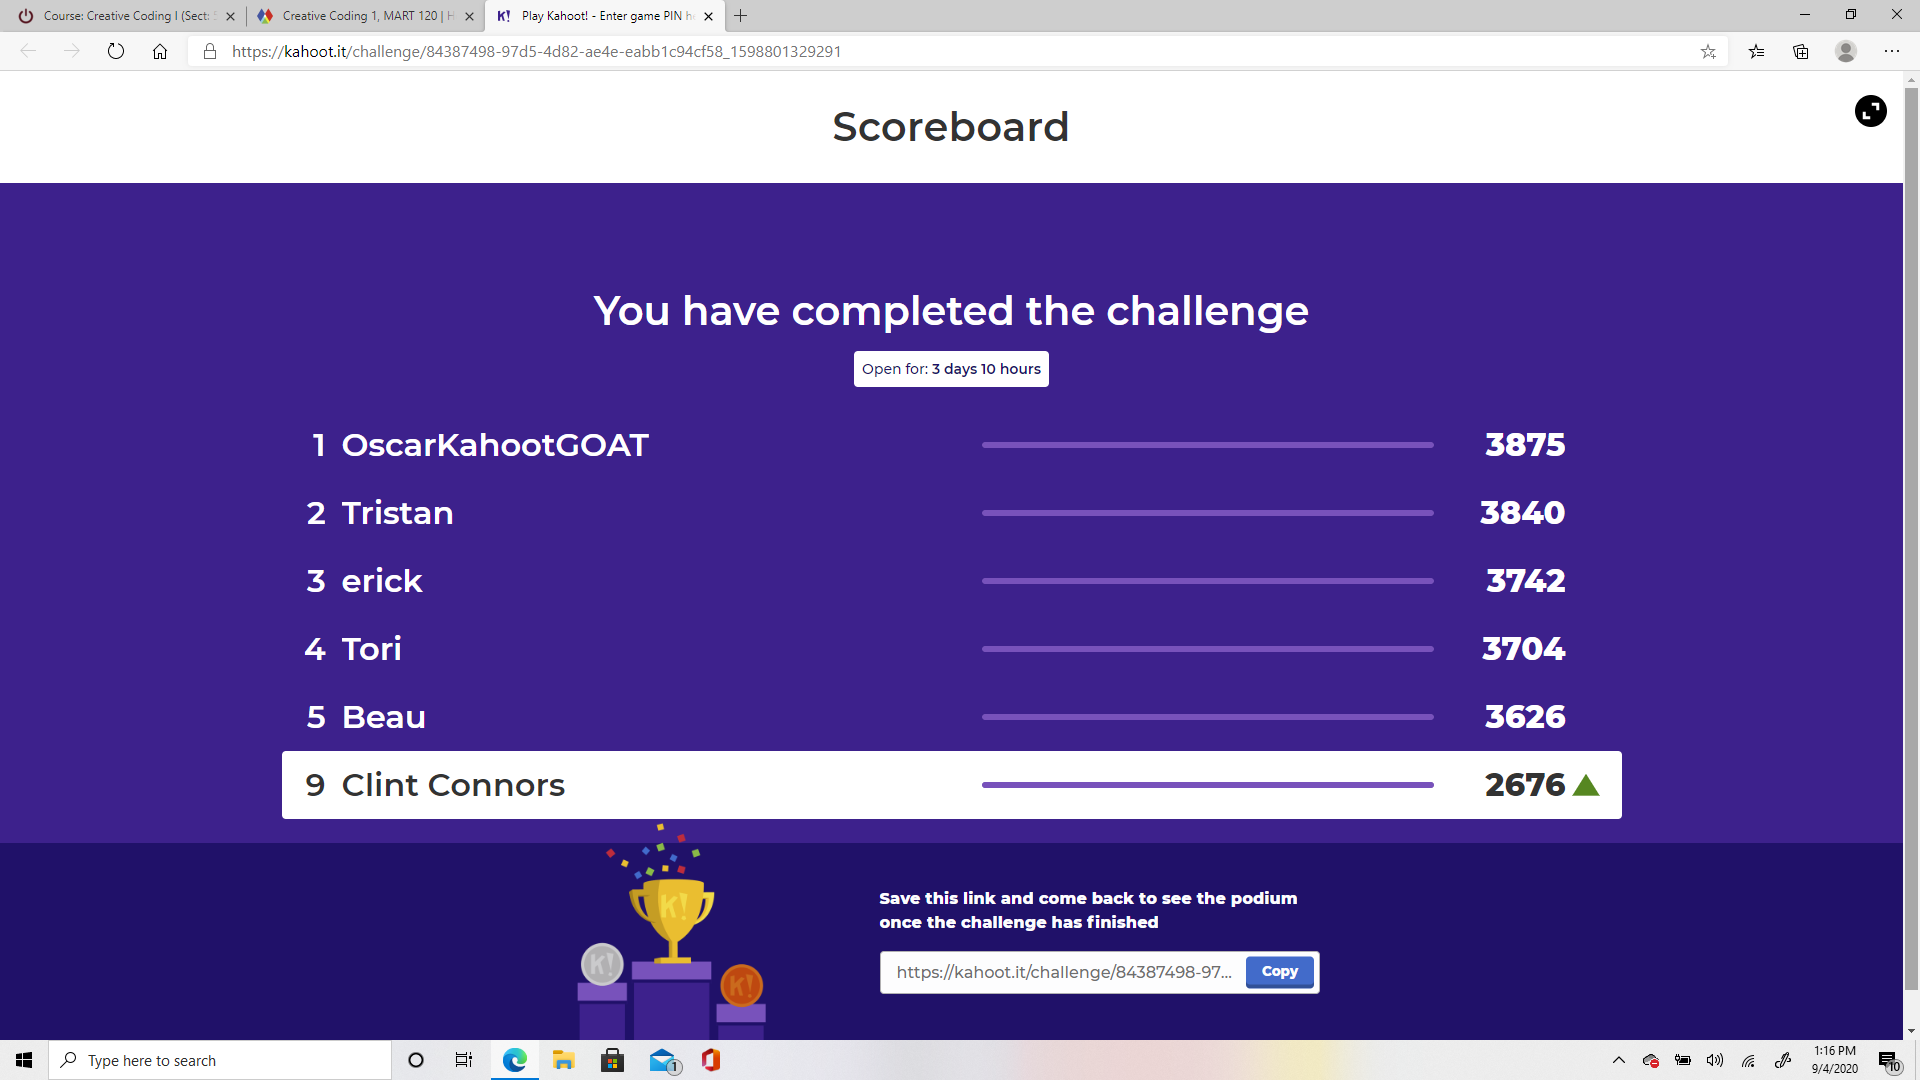 Course: Creative Coding I (Sect:
Creative Coding 1, MART 120 | H
K! Play Kahoot! - Enter game PIN h
https://kahoot.it/challenge/84387498-97d5-4d82-ae4e-eabb1c94cf58_1598801329291
Scoreboard
You have completed the challenge
Open for: 3 days 10 hours
1 OscarKahootGOAT 3875
2 Tristan 3840
3 erick 3742
4 Tori 3704
5 Beau 3626
9 Clint Connors 2676
K!
K!
K!
Save this link and come back to see the podium
once the challenge has finished
https://kahoot.it/challenge/84387498-97... Copy
Type here to search
1
1:16 PM
9/4/2020
10